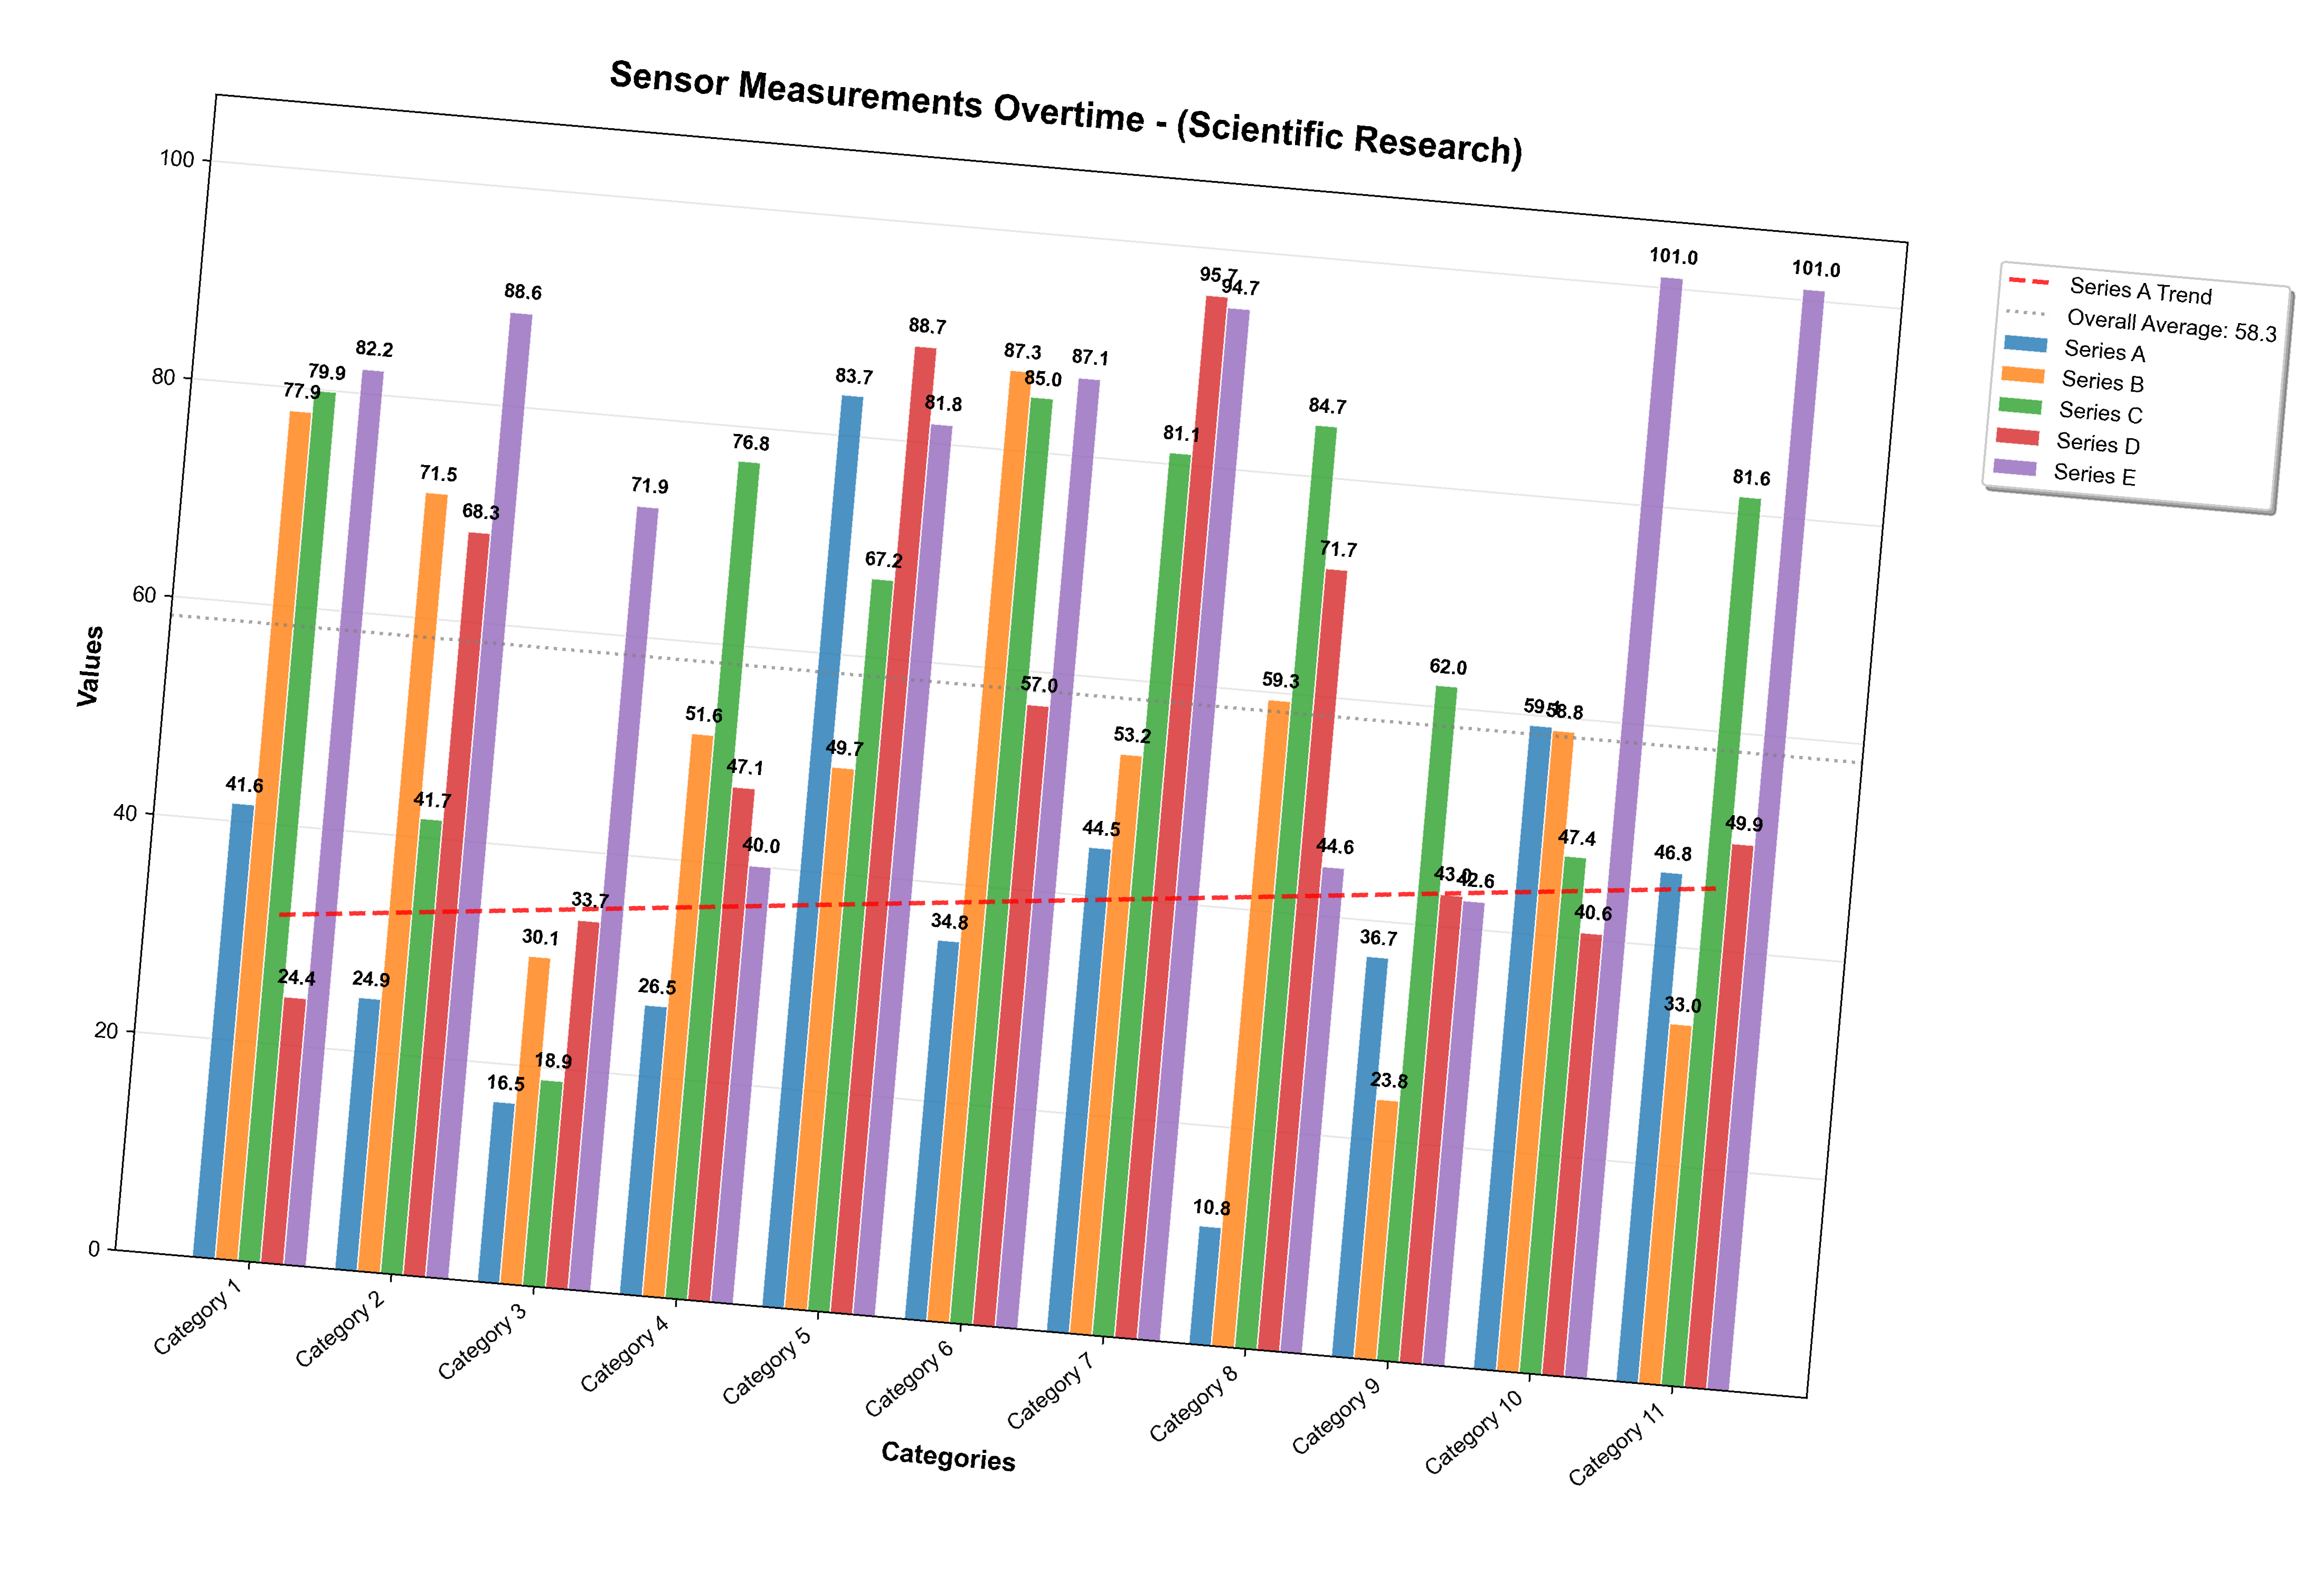 Sensor Measurements Overtime - (Scientific Research)
Values
100
80
60
40
20
0
41.6
77.9
79.9
24.4
82.2
24.9
71.5
41.7
68.3
88.6
16.5
30.1
18.9
33.7
71.9
26.5
51.6
76.8
47.1
40.0
83.7
49.7
67.2
88.7
81.8
34.8
87.3
85.0
57.0
87.1
44.5
53.2
81.1
95.7
94.7
10.8
59.3
84.7
71.7
44.6
36.7
23.8
62.0
43.0
42.6
59.1
58.8
47.4
40.6
101.0
46.8
33.0
81.6
49.9
101.0
Category 1
Category 2
Category 3
Category 4
Category 5
Category 6
Category 7
Category 8
Category 9
Category 10
Category 11
Categories
Series A Trend
Overall Average: 58.3
Series A
Series B
Series C
Series D
Series E